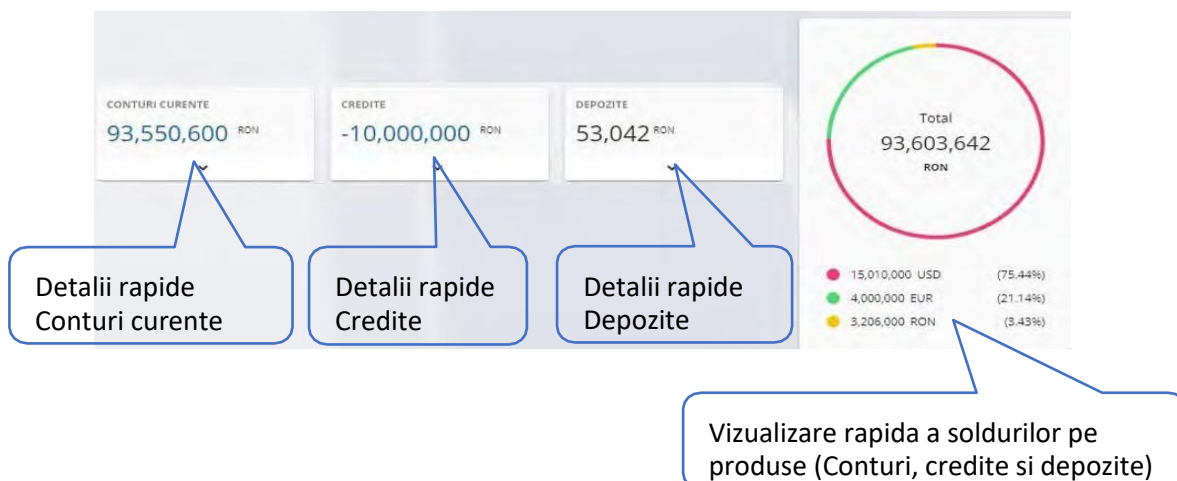 CONTURI CURENTE
93,550,600 RON
CREDITE
-10,000,000 RON
DEPOZITE
53,042 RON
Total
93,603,642
RON
15,010,000 USD (75.44%)
4,000,000 EUR (21.14%)
3,206,000 RON (3.43%)
Detalii rapide
Conturi curente
Detalii rapide
Credite
Detalii rapide
Depozite
Vizualizare rapida a soldurilor pe
produse (Conturi, credite si depozite)